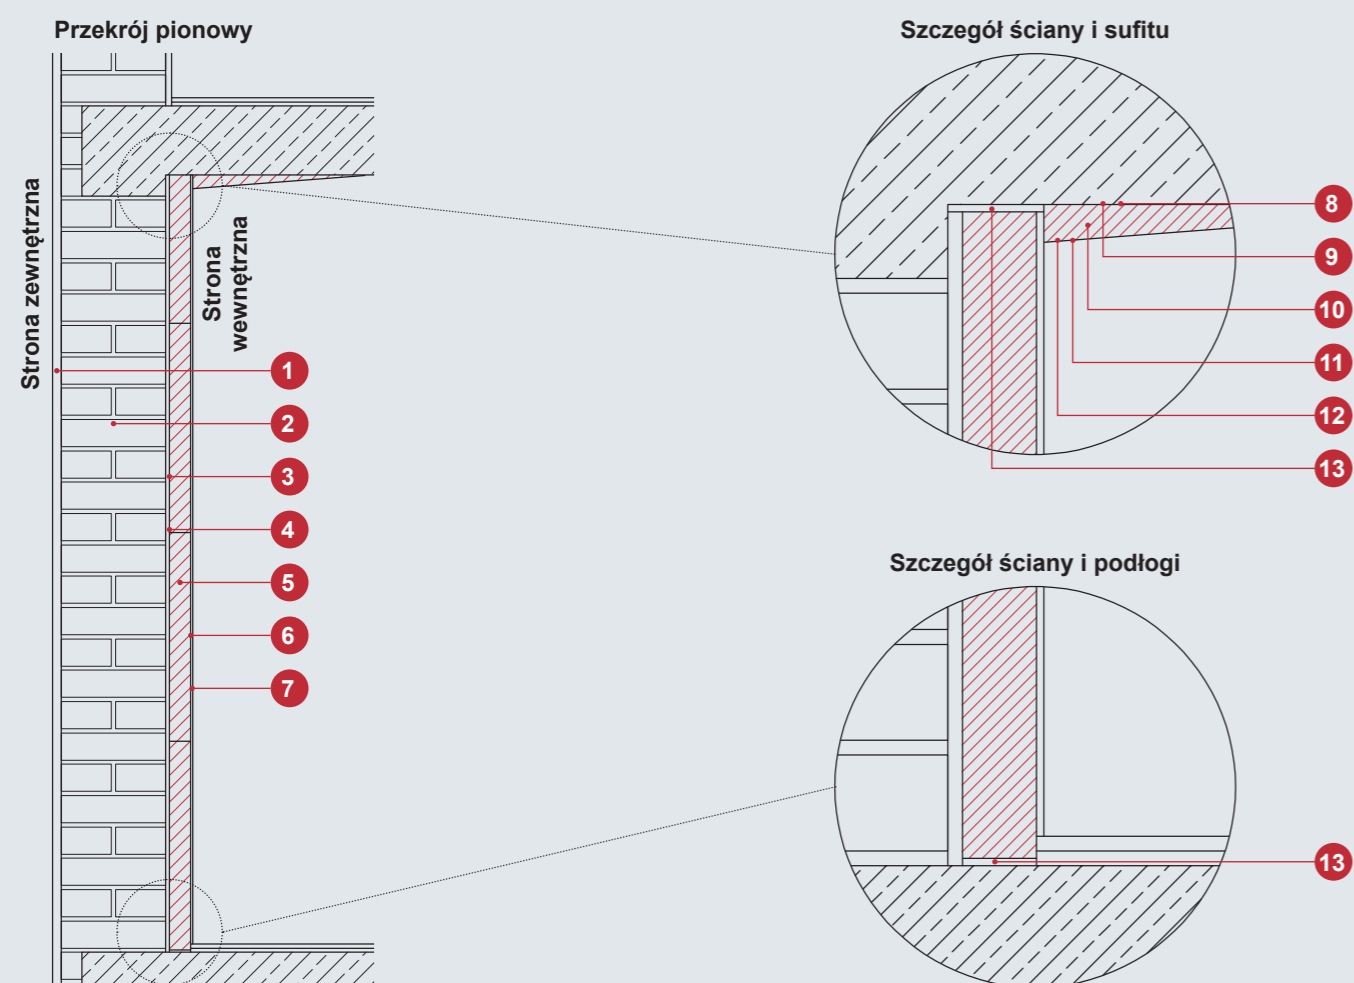 Przekrój pionowy
Strona zewnętrzna
Strona
wewnętrzna
1
2
3
4
5
6
7
Szczegół ściany i sufitu
8
9
10
11
12
13
Szczegół ściany i podłogi
13